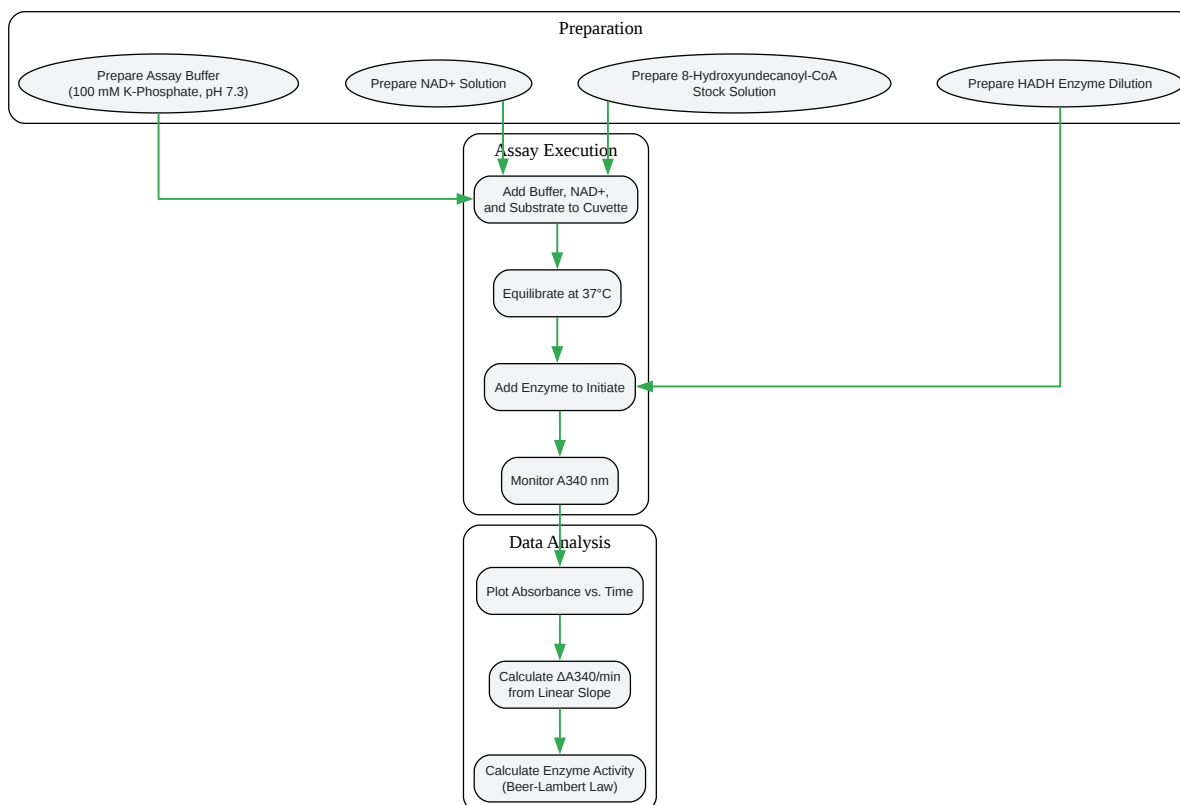 Preparation
Prepare Assay Buffer
(100 mM K-Phosphate, pH 7.3)
Prepare NAD+ Solution
Prepare 8-Hydroxyundecanoyl-CoA
Stock Solution
Prepare HADH Enzyme Dilution
Assay Execution
Add Buffer, NAD+,
and Substrate to Cuvette
Equilibrate at 37°C
Add Enzyme to Initiate
Monitor A340 nm
Data Analysis
Plot Absorbance vs. Time
Calculate ΔA340/min
from Linear Slope
Calculate Enzyme Activity
(Beer-Lambert Law)